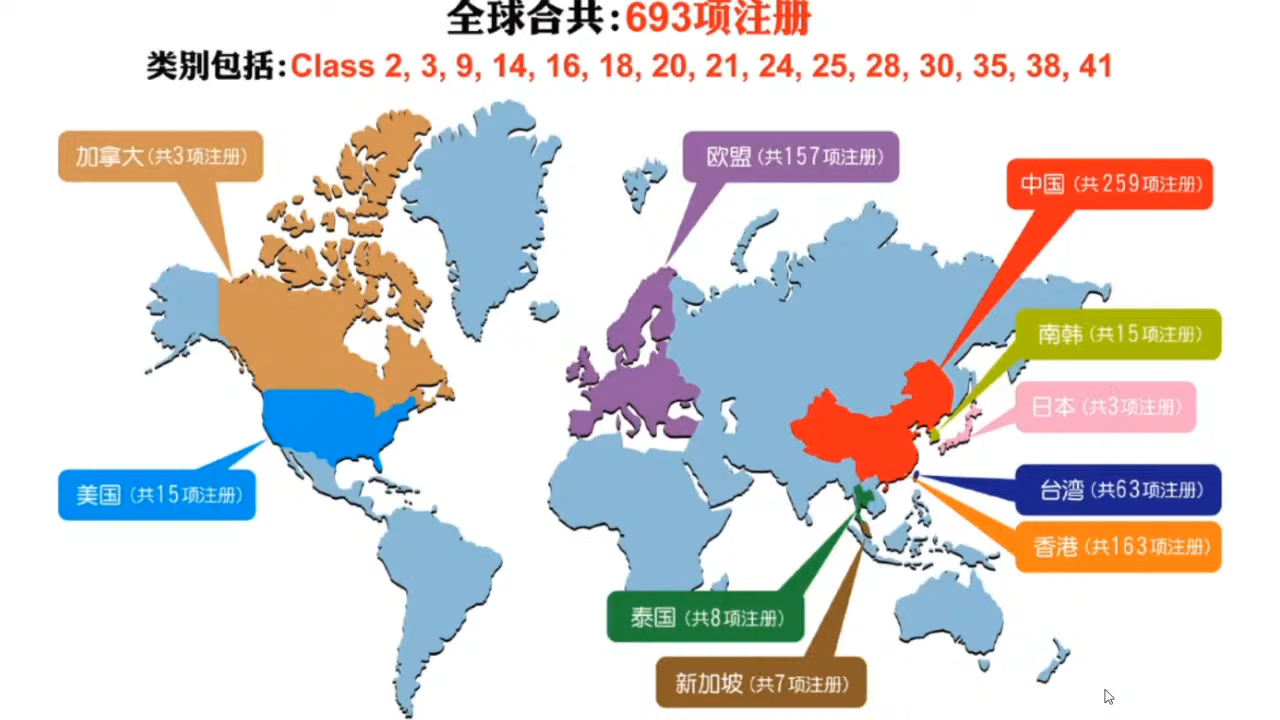 全球合共:693项注册
类别包括:Class 2, 3, 9, 14, 16, 18, 20, 21, 24, 25, 28, 30, 35, 38, 41
加拿大(共3项注册)
欧盟(共157项注册)
中国(共259项注册)
南韩(共15项注册)
日本(共3项注册)
美国(共15项注册)
台湾(共63项注册)
香港(共163项注册)
泰国(共8项注册)
新加坡(共7项注册)